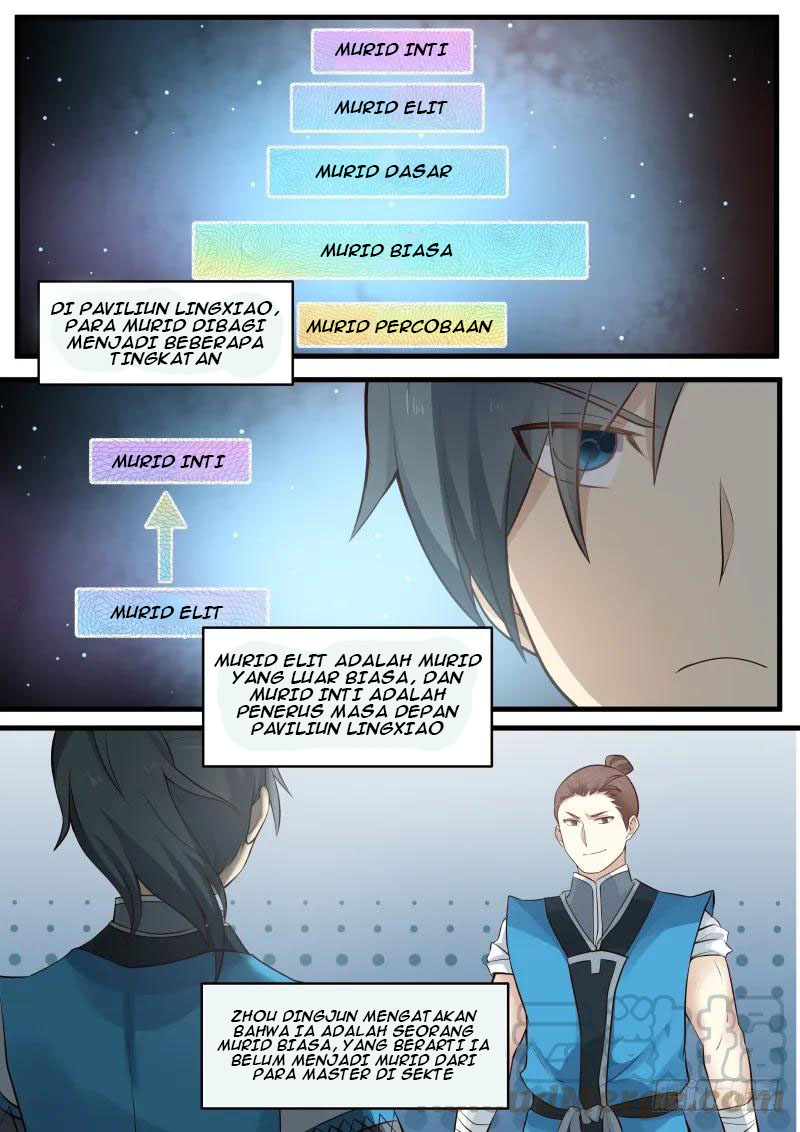 MURID INTI
MURID ELIT
MURID DASAR
MURID BIASA
MURID PERCOBAAN
DI PAVILIUN LINGXIAO,
PARA MURID DIBAGI
MENJADI BEBERAPA
TINGKATAN
MURID INTI
MURID ELIT
MURID ELIT ADALAH MURID
YANG LUAR BIASA, DAN
MURID INTI ADALAH
PENERUS MASA DEPAN
PAVILIUN LINGXIAO
ZHOU DINGJUN MENGATAKAN
BAHWA IA ADALAH SEORANG
MURID BIASA, YANG BERARTI IA
BELUM MENJADI MURID DARI
PARA MASTER DI SEKTE